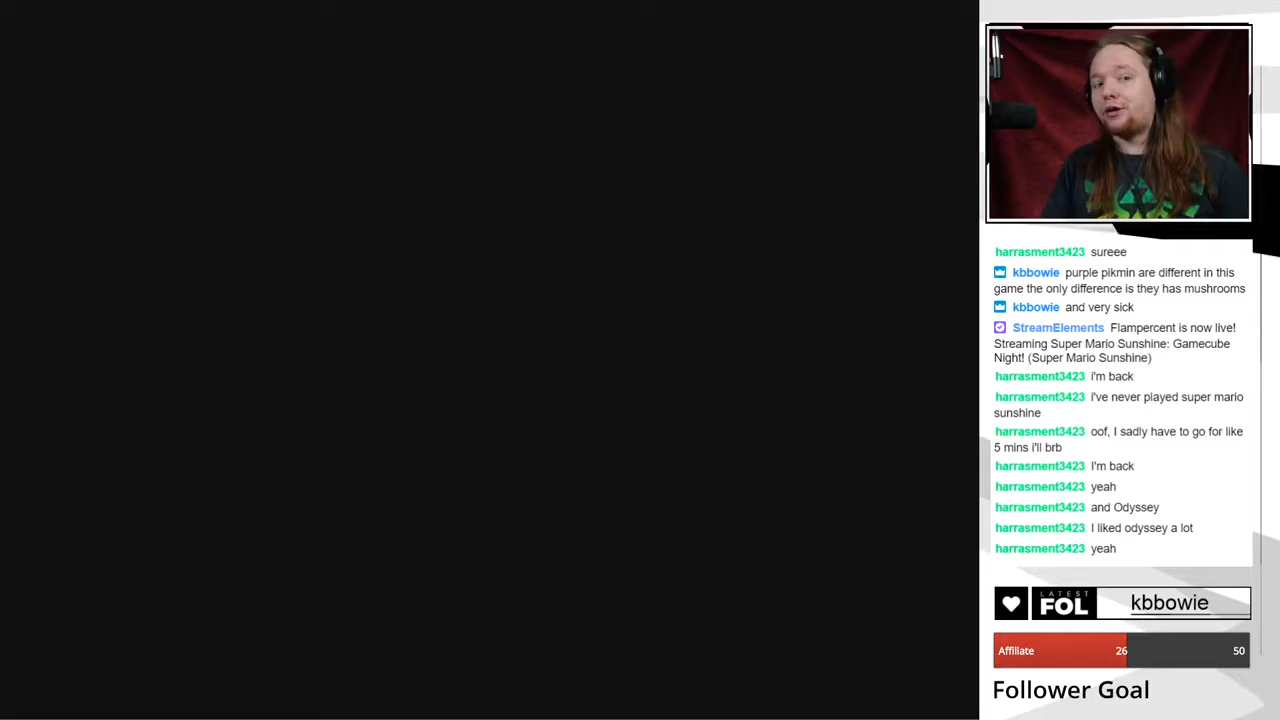 harrasment3423 sureee
kbbowie purple pikmin are different in this
game the only difference is they has mushrooms
kbbowie and very sick
StreamElements Flampercent is now live!
Streaming Super Mario Sunshine: Gamecube
Night! (Super Mario Sunshine)
harrasment3423 i'm back
harrasment3423 i've never played super mario
sunshine
harrasment3423 oof, I sadly have to go for like
5 mins i'll brb
harrasment3423 I'm back
harrasment3423 yeah
harrasment3423 and Odyssey
harrasment3423 I liked odyssey a lot
harrasment3423 yeah
LATEST
FOL kbbowie
Affiliate 26 50
Follower Goal